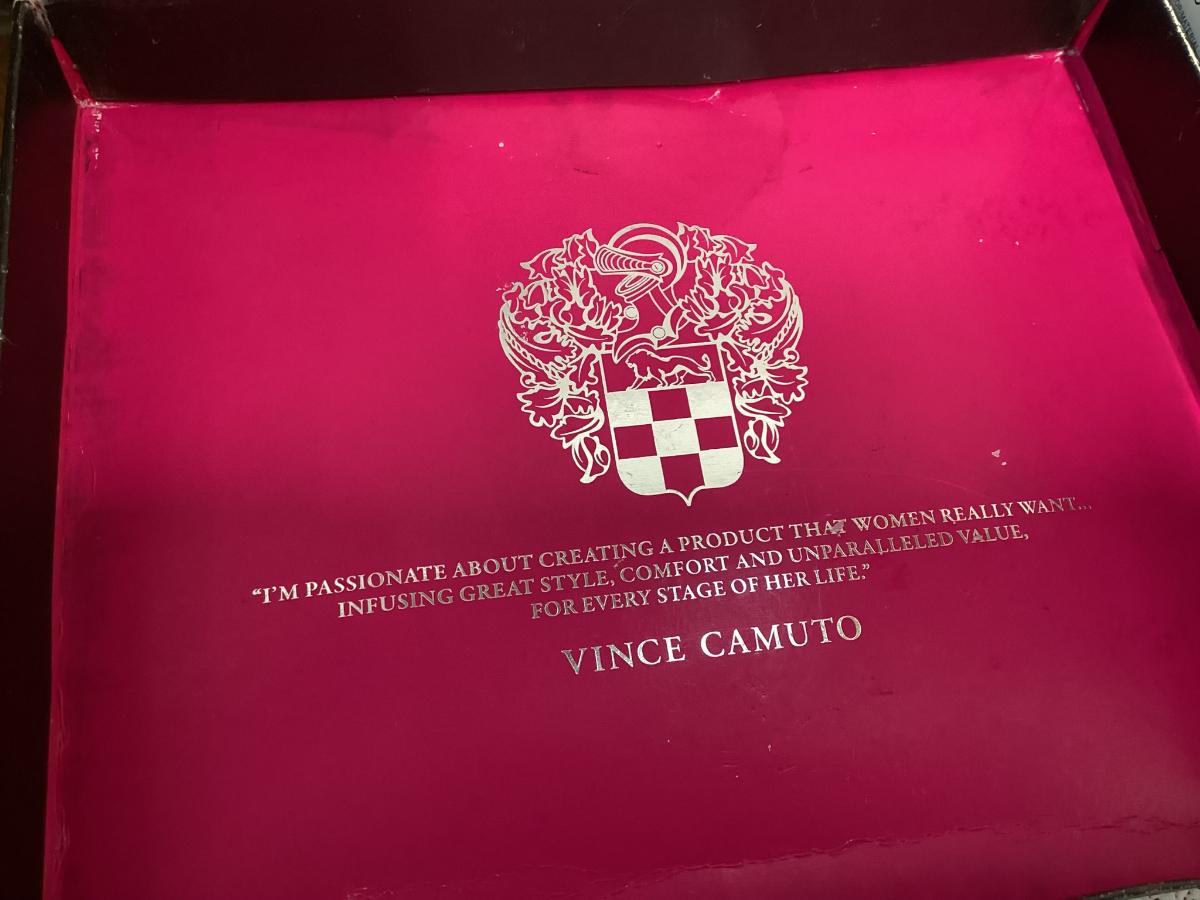 “I’M PASSIONATE ABOUT CREATING A PRODUCT THAT WOMEN REALLY WANT...
INFUSING GREAT STYLE, COMFORT AND UNPARALLELED VALUE,
FOR EVERY STAGE OF HER LIFE.”
VINCE CAMUTO